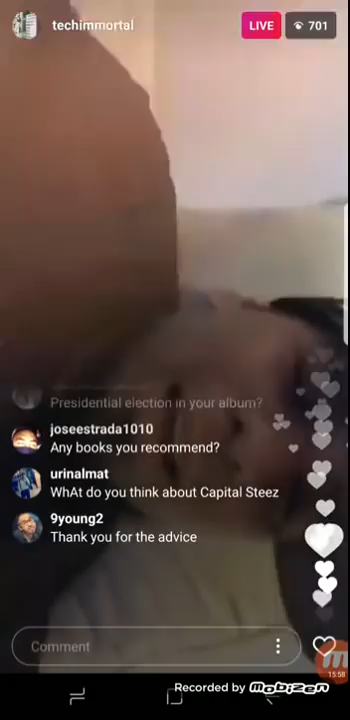 techimmortal
LIVE
701
Presidential election in your album?
joseestrada1010
Any books you recommend?
urinalmat
WhAt do you think about Capital Steez
9young2
Thank you for the advice
Comment
15:58
Recorded by Mobizen